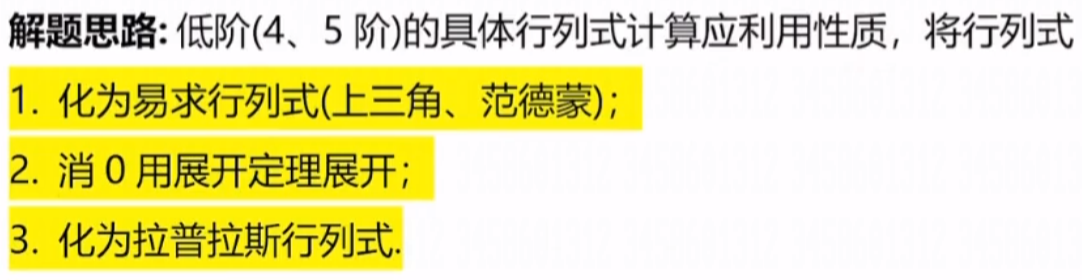 解题思路: 低阶(4、5 阶)的具体行列式计算应利用性质，将行列式
1. 化为易求行列式(上三角、范德蒙)；
2. 消 0 用展开定理展开；
3. 化为拉普拉斯行列式.